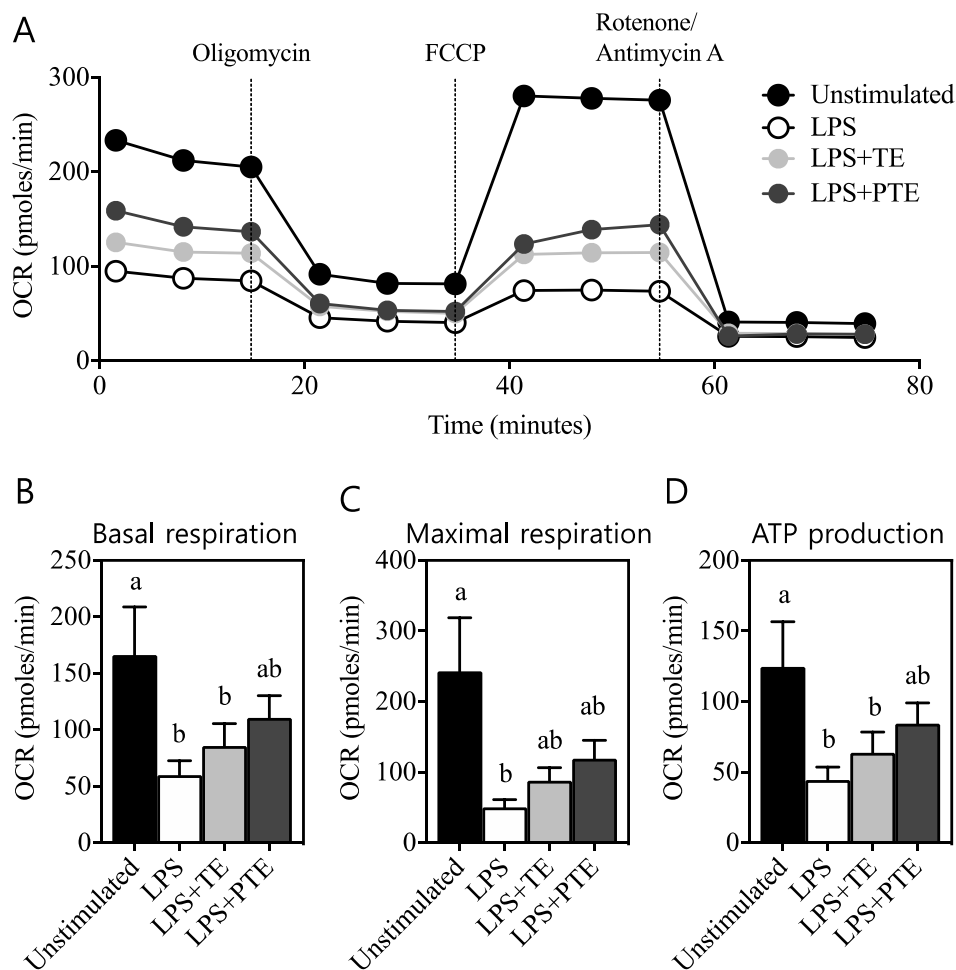 A
Oligomycin
FCCP
Rotenone/
Antimycin A
300
200
100
0
OCR (pmoles/min)
0
20
40
60
80
Time (minutes)
Unstimulated
LPS
LPS+TE
LPS+PTE
B
Basal respiration
250
200
150
100
50
0
OCR (pmoles/min)
a
b
b
ab
Unstimulated
LPS
LPS+TE
LPS+PTE
C
Maximal respiration
400
300
200
100
0
OCR (pmoles/min)
a
b
ab
ab
Unstimulated
LPS
LPS+TE
LPS+PTE
D
ATP production
200
150
100
50
0
OCR (pmoles/min)
a
b
b
ab
Unstimulated
LPS
LPS+TE
LPS+PTE